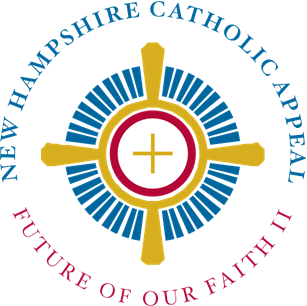 NEW HAMPSHIRE CATHOLIC APPEAL
FUTURE OF OUR FAITH II